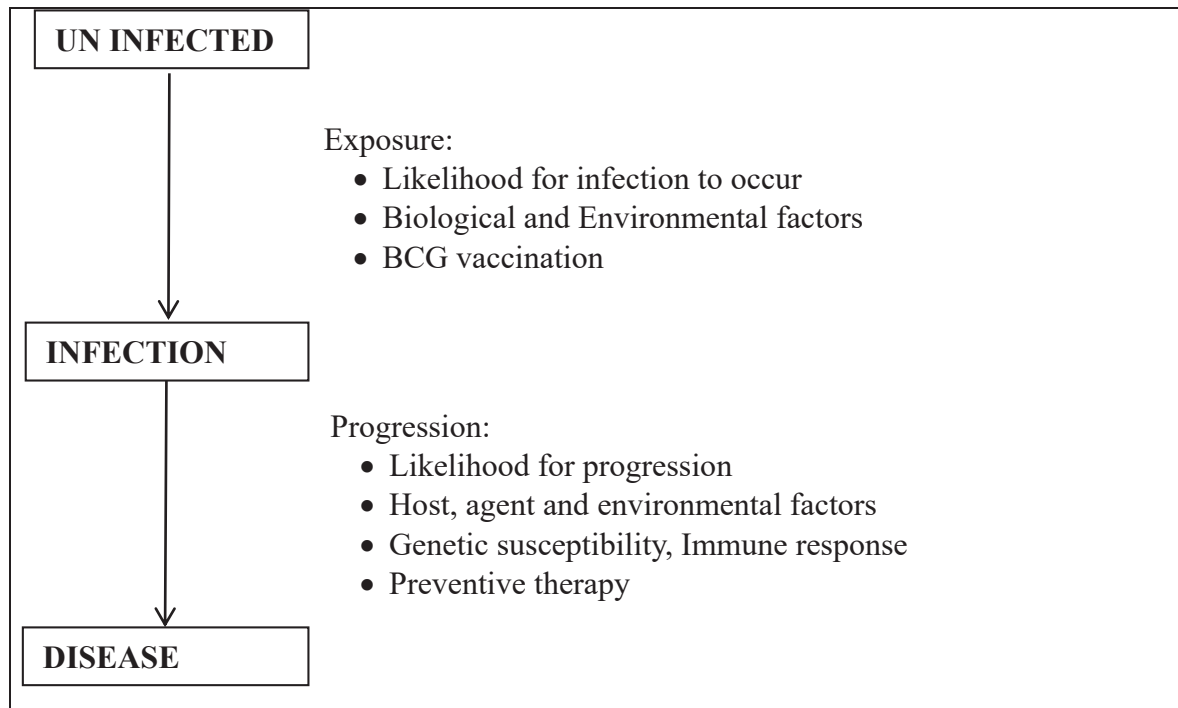 UN INFECTED
Exposure:
• Likelihood for infection to occur
• Biological and Environmental factors
• BCG vaccination
INFECTION
Progression:
• Likelihood for progression
• Host, agent and environmental factors
• Genetic susceptibility, Immune response
• Preventive therapy
DISEASE